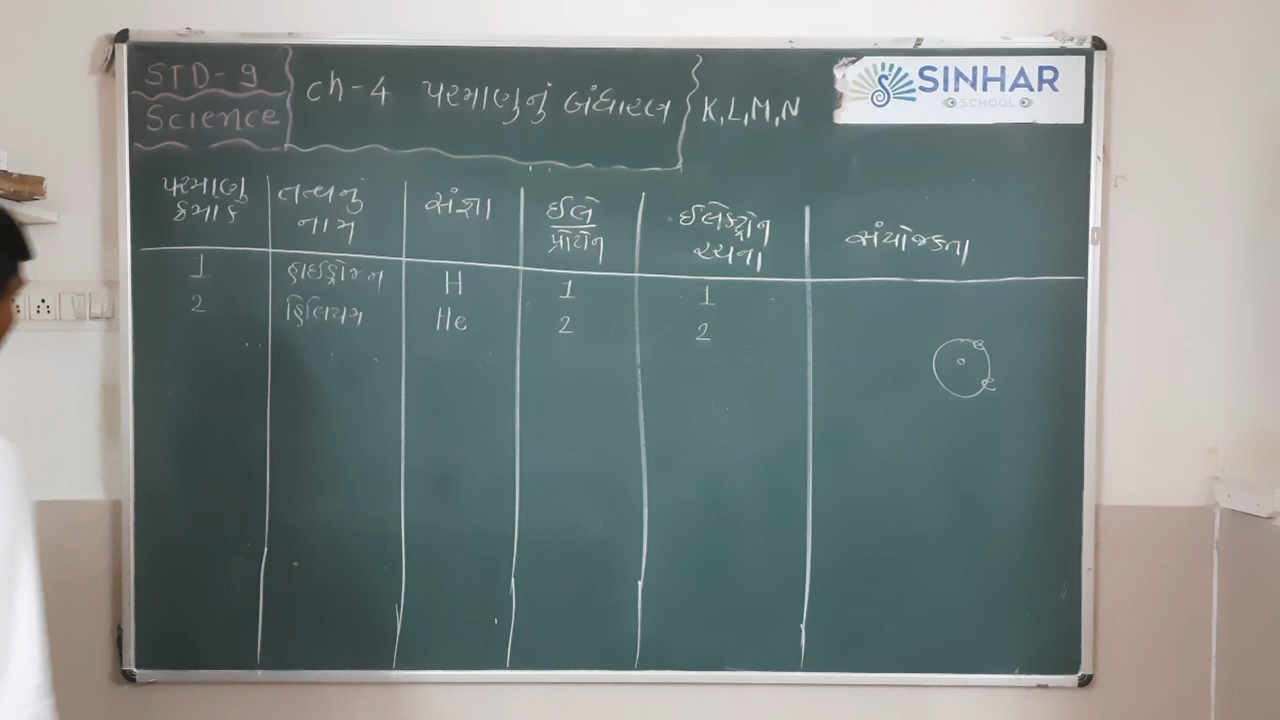 STD-9
Science
ch-4 પરમાણુનું બંધારણ
K,L,M,N
SINHAR
SCHOOL
પરમાણુ ક્રમાંક
તત્વનું નામ
સંજ્ઞા
ઈલે પ્રોટોન
ઈલેક્ટ્રોન રચના
સંયોજકતા
1 હાઈડ્રોજન H 1 1
2 હિલિયમ He 2 2
e
e